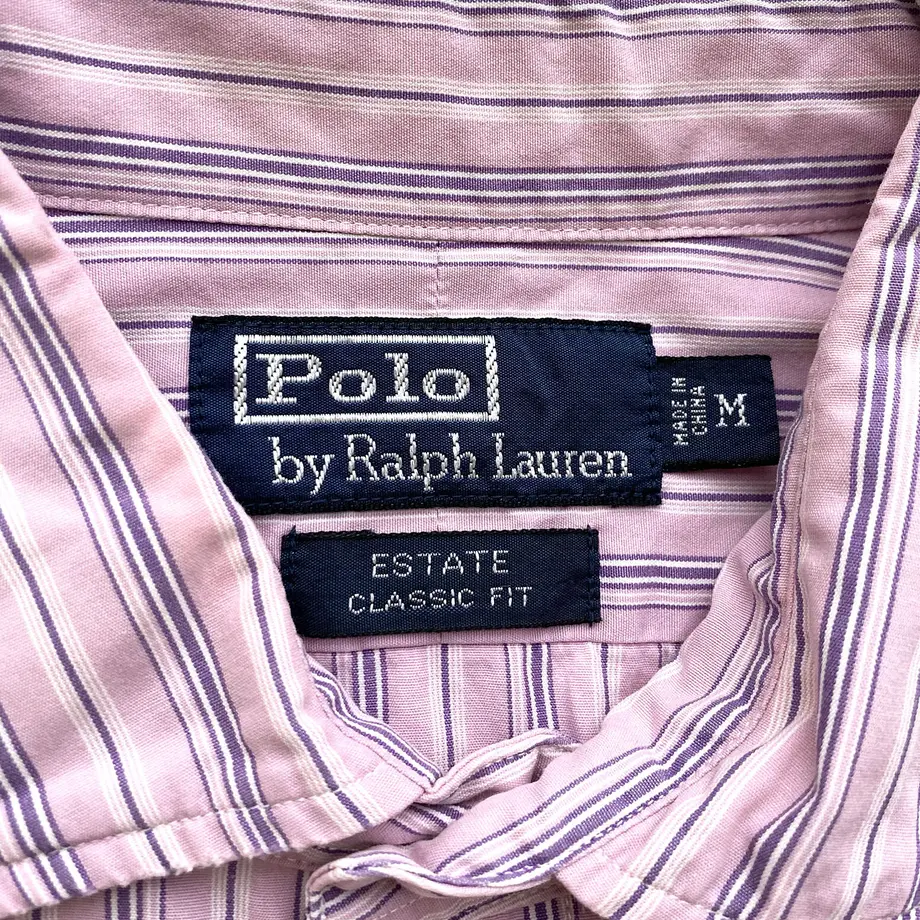 Polo
by Ralph Lauren
MADE IN
CHINA
M
ESTATE
CLASSIC FIT